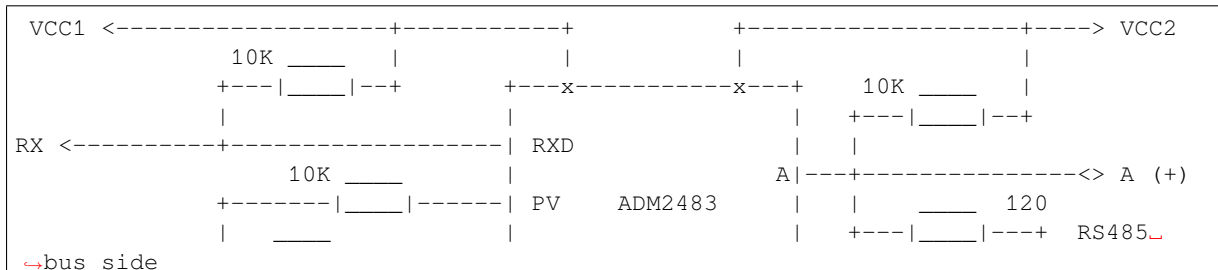 VCC1 <-------------------+-----------+               +-------------------+----> VCC2
                  10K ____    |           |               |                   |
                 +---|____|--+       +---x-----------x---+      10K ____    |
                 |                   |                   |   +---|____|--+
RX <----------+-------------------| RXD               |   |
                      10K ____       |                  A|---+---------------<> A (+)
                 +-------|____|------| PV     ADM2483     |   |     ____  120
                 |   ____            |                   |   +---|____|---+  RS485␣
↪bus side